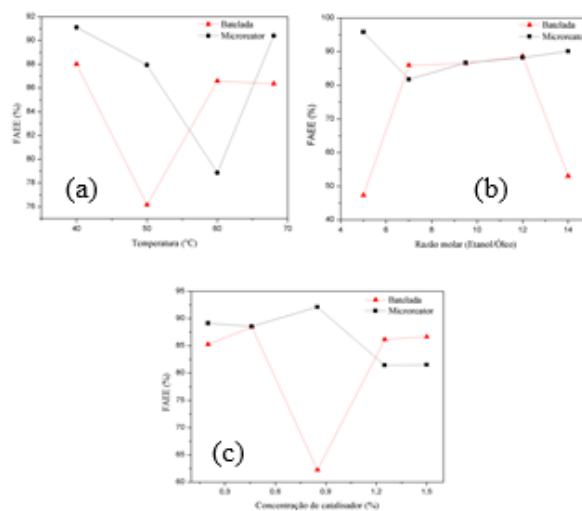 Batelada
Microreator
FAEE (%)
92
90
88
86
84
82
80
78
76
(a)
40 50 60 70
Temperatura (°C)
Batelada
Microreator
FAEE (%)
100
90
80
70
60
50
40
(b)
4 6 8 10 12 14
Razão molar (Etanol/Óleo)
Batelada
Microreator
FAEE (%)
95
90
85
80
75
70
65
60
(c)
0.3 0.6 0.9 1.2 1.5
Concentração de catalisador (%)